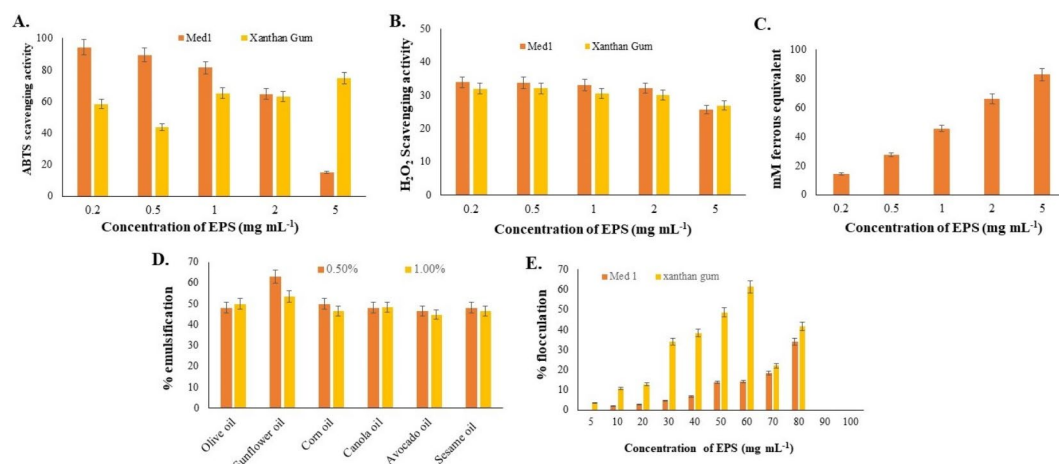 A.
ABTS scavenging activity
100
80
60
40
20
0
Med1
Xanthan Gum
0.2 0.5 1 2 5
Concentration of EPS (mg mL-1)
B.
H2O2 Scavenging activity
50
40
30
20
10
0
Med1
Xanthan Gum
0.2 0.5 1 2 5
Concentration of EPS (mg mL-1)
C.
mM ferrous equivalent
100
80
60
40
20
0
0.2 0.5 1 2 5
Concentration of EPS (mg mL-1)
D.
% emulsification
70
60
50
40
30
20
10
0
0.50%
1.00%
Olive oil
Sunflower oil
Corn oil
Canola oil
Avocado oil
Sesame oil
E.
% flocculation
70
60
50
40
30
20
10
0
Med 1
xanthan gum
5 10 20 30 40 50 60 70 80 90 100
Concentration of EPS (mg mL-1)